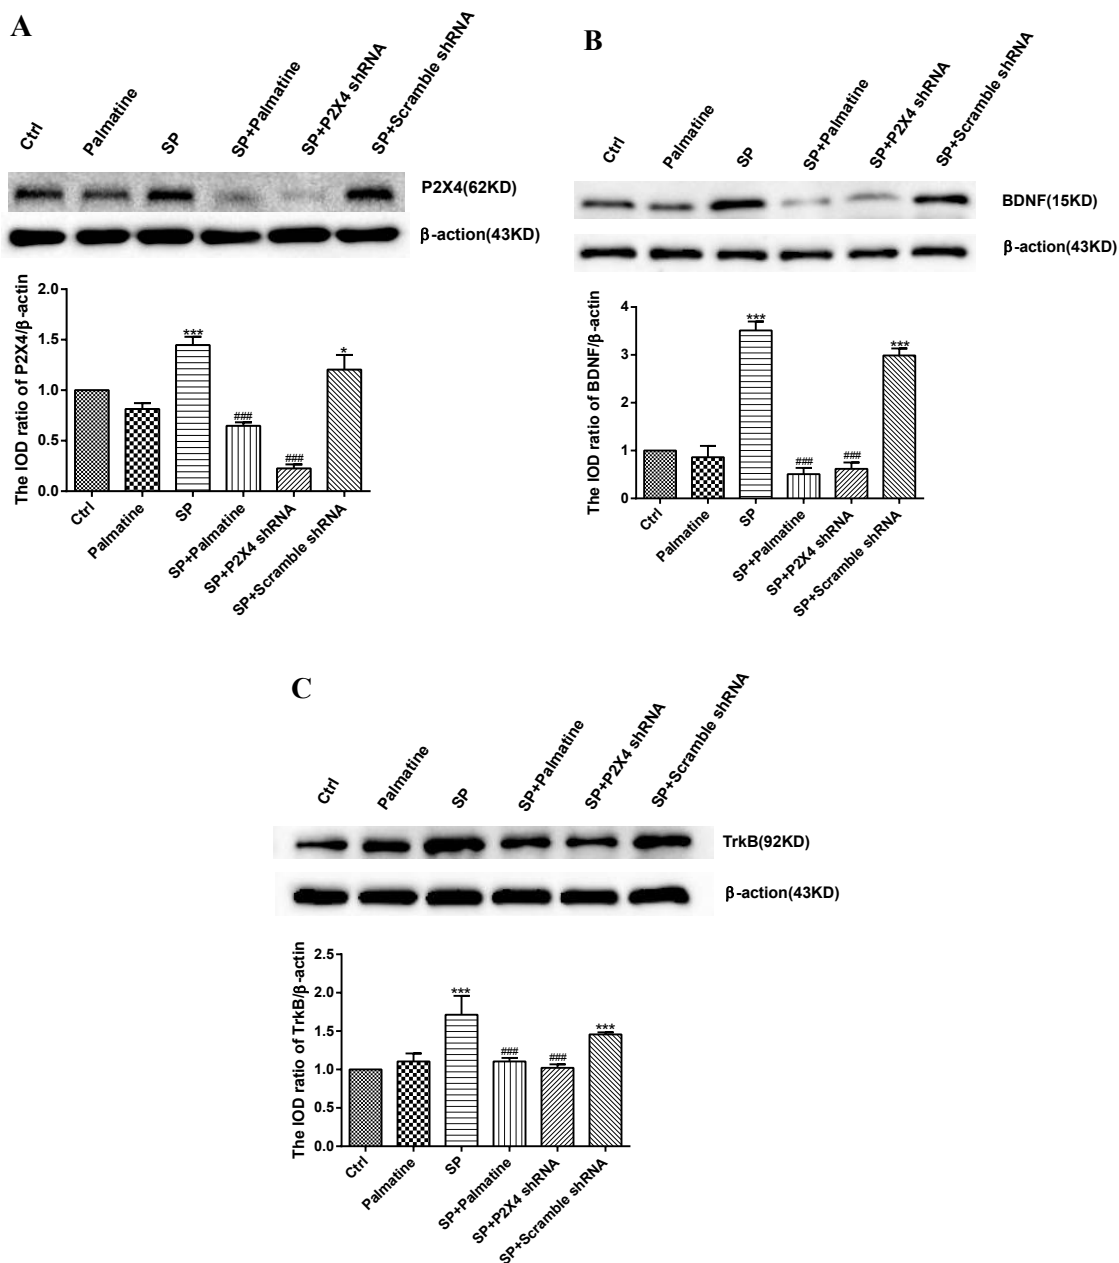 A
Ctrl
Palmatine
SP
SP+Palmatine
SP+P2X4 shRNA
SP+Scramble shRNA
P2X4(62KD)
β-action(43KD)
The IOD ratio of P2X4/β-actin
2.0
1.5
1.0
0.5
0.0
***
###
###
*
Ctrl
Palmatine
SP
SP+Palmatine
SP+P2X4 shRNA
SP+Scramble shRNA
B
Ctrl
Palmatine
SP
SP+Palmatine
SP+P2X4 shRNA
SP+Scramble shRNA
BDNF(15KD)
β-action(43KD)
The IOD ratio of BDNF/β-actin
4
3
2
1
0
***
###
###
***
Ctrl
Palmatine
SP
SP+Palmatine
SP+P2X4 shRNA
SP+Scramble shRNA
C
Ctrl
Palmatine
SP
SP+Palmatine
SP+P2X4 shRNA
SP+Scramble shRNA
TrkB(92KD)
β-action(43KD)
The IOD ratio of TrkB/β-actin
2.5
2.0
1.5
1.0
0.5
0.0
***
###
###
***
Ctrl
Palmatine
SP
SP+Palmatine
SP+P2X4 shRNA
SP+Scramble shRNA